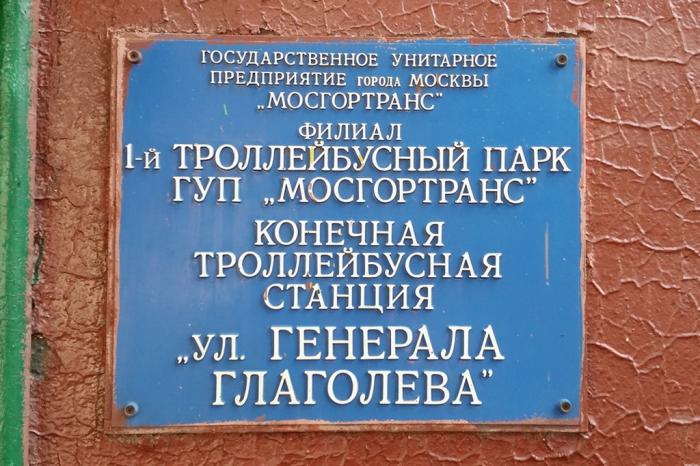 ГОСУДАРСТВЕННОЕ УНИТАРНОЕ
ПРЕДПРИЯТИЕ ГОРОДА МОСКВЫ
„МОСГОРТРАНС”
ФИЛИАЛ
1-й ТРОЛЛЕЙБУСНЫЙ ПАРК
ГУП „МОСГОРТРАНС”
КОНЕЧНАЯ
ТРОЛЛЕЙБУСНАЯ
СТАНЦИЯ
„УЛ. ГЕНЕРАЛА
ГЛАГОЛЕВА”